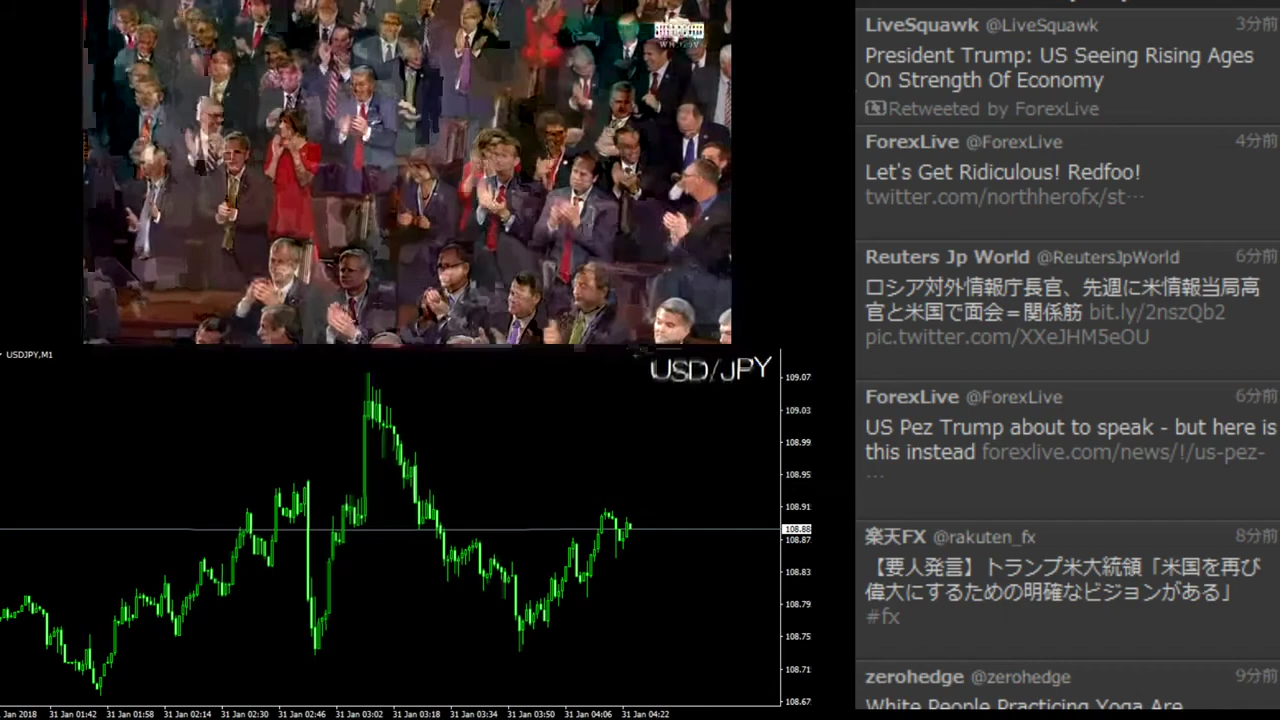 WH.GOV
USDJPY,M1
USD/JPY
109.07
109.03
108.99
108.95
108.91
108.88
108.87
108.83
108.79
108.75
108.71
108.67
Jan 2018
31 Jan 01:42
31 Jan 01:58
31 Jan 02:14
31 Jan 02:30
31 Jan 02:46
31 Jan 03:02
31 Jan 03:18
31 Jan 03:34
31 Jan 03:50
31 Jan 04:06
31 Jan 04:22
LiveSquawk @LiveSquawk 3分前
President Trump: US Seeing Rising Ages
On Strength Of Economy
Retweeted by ForexLive
ForexLive @ForexLive 4分前
Let's Get Ridiculous! Redfoo!
twitter.com/northherofx/st…
Reuters Jp World @ReutersJpWorld 6分前
ロシア対外情報庁長官、先週に米情報当局高
官と米国で面会＝関係筋 bit.ly/2nszQb2
pic.twitter.com/XXeJHM5eOU
ForexLive @ForexLive 6分前
US Pez Trump about to speak - but here is
this instead forexlive.com/news/!/us-pez-
…
楽天FX @rakuten_fx 8分前
【要人発言】トランプ米大統領「米国を再び
偉大にするための明確なビジョンがある」
#fx
zerohedge @zerohedge 9分前
White People Practicing Yoga Are